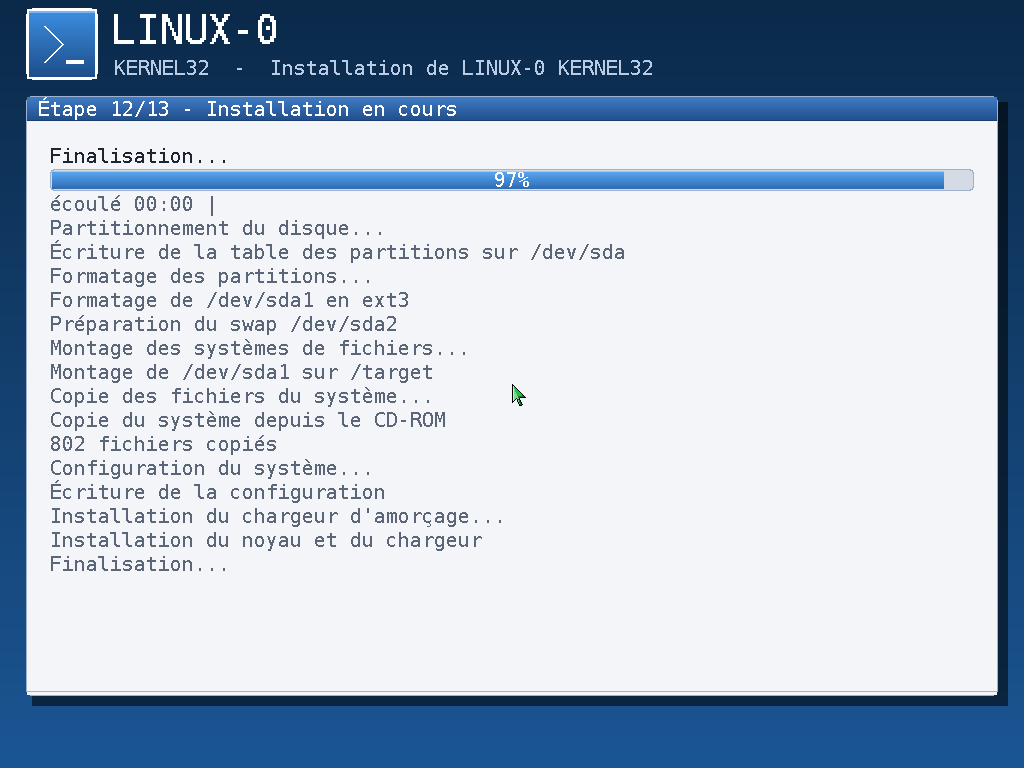 >_
LINUX-0
KERNEL32 - Installation de LINUX-0 KERNEL32
Étape 12/13 - Installation en cours
Finalisation...
97%
écoulé 00:00 |
Partitionnement du disque...
Écriture de la table des partitions sur /dev/sda
Formatage des partitions...
Formatage de /dev/sda1 en ext3
Préparation du swap /dev/sda2
Montage des systèmes de fichiers...
Montage de /dev/sda1 sur /target
Copie des fichiers du système...
Copie du système depuis le CD-ROM
802 fichiers copiés
Configuration du système...
Écriture de la configuration
Installation du chargeur d'amorçage...
Installation du noyau et du chargeur
Finalisation...